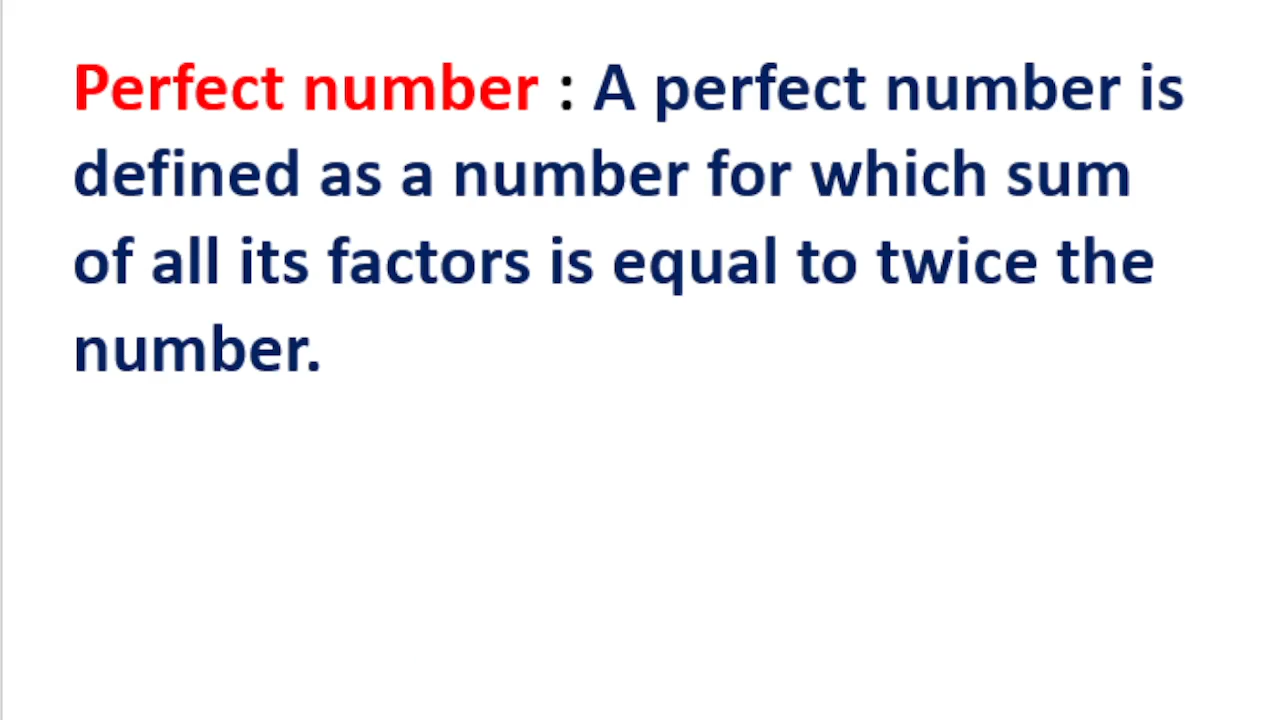 Perfect number : A perfect number is
defined as a number for which sum
of all its factors is equal to twice the
number.